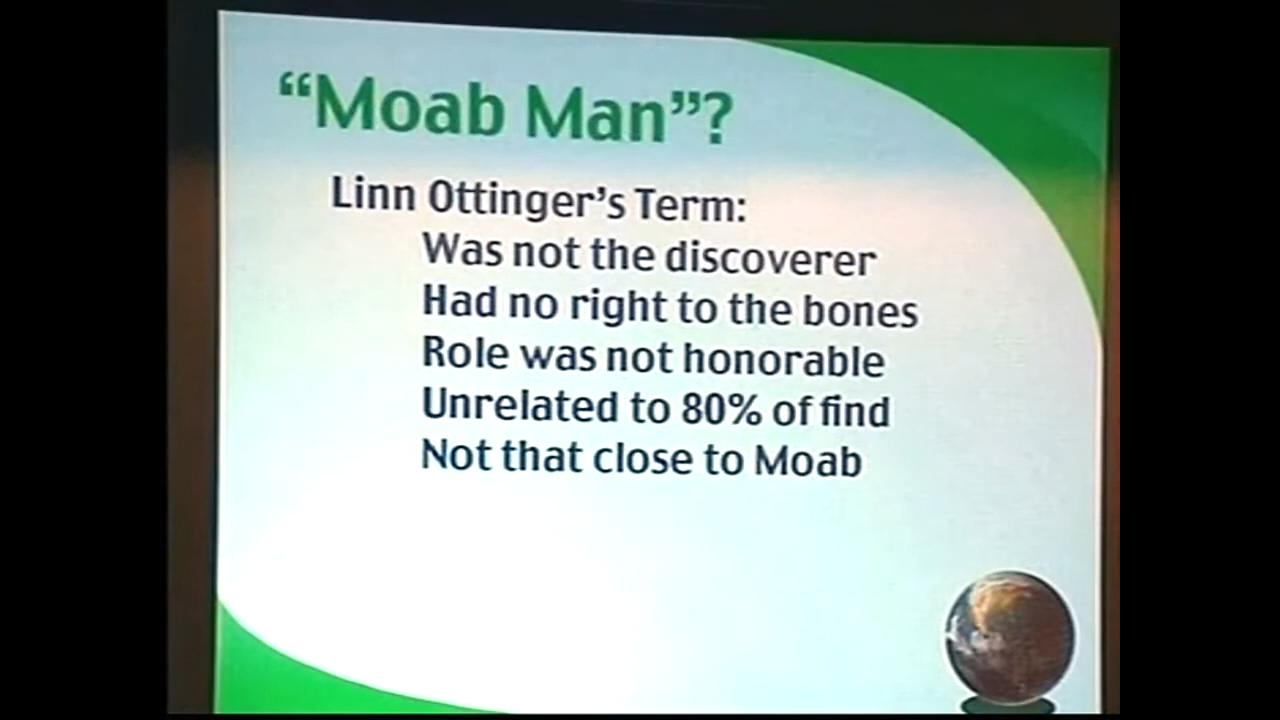 “Moab Man”?
Linn Ottinger’s Term:
Was not the discoverer
Had no right to the bones
Role was not honorable
Unrelated to 80% of find
Not that close to Moab